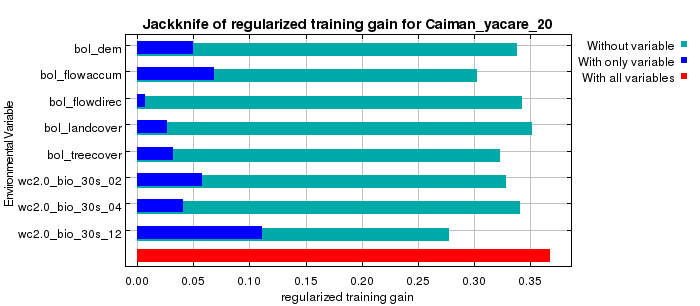 Jackknife of regularized training gain for Caiman_yacare_20
Environmental Variable
bol_dem
bol_flowaccum
bol_flowdirec
bol_landcover
bol_treecover
wc2.0_bio_30s_02
wc2.0_bio_30s_04
wc2.0_bio_30s_12
0.00 0.05 0.10 0.15 0.20 0.25 0.30 0.35
regularized training gain
Without variable
With only variable
With all variables